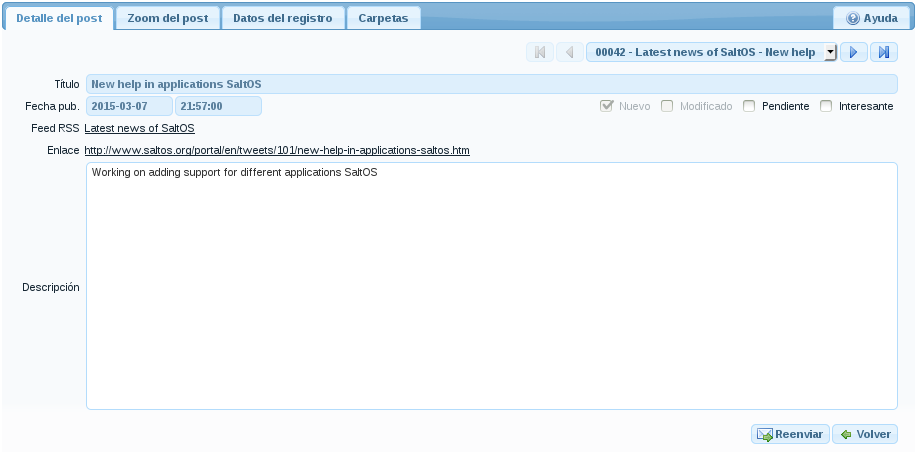 Detalle del post Zoom del post Datos del registro Carpetas Ayuda
00042 - Latest news of SaltOS - New help
Título New help in applications SaltOS
Fecha pub. 2015-03-07 21:57:00 Nuevo Modificado Pendiente Interesante
Feed RSS Latest news of SaltOS
Enlace http://www.saltos.org/portal/en/tweets/101/new-help-in-applications-saltos.htm
Working on adding support for different applications SaltOS
Descripción
Reenviar Volver